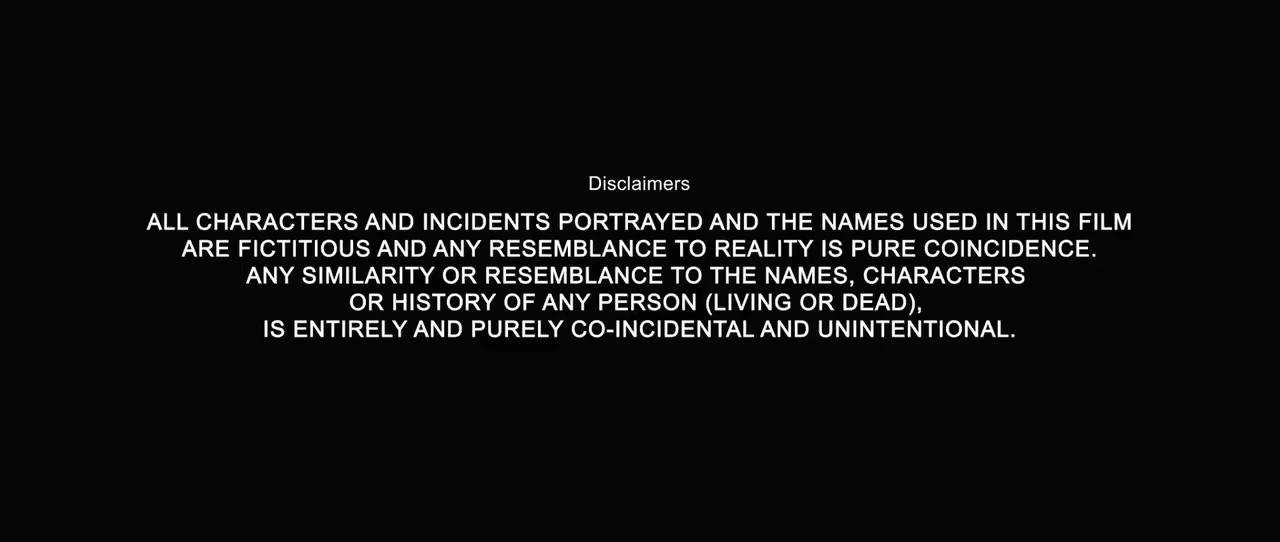 Disclaimers
ALL CHARACTERS AND INCIDENTS PORTRAYED AND THE NAMES USED IN THIS FILM
ARE FICTITIOUS AND ANY RESEMBLANCE TO REALITY IS PURE COINCIDENCE.
ANY SIMILARITY OR RESEMBLANCE TO THE NAMES, CHARACTERS
OR HISTORY OF ANY PERSON (LIVING OR DEAD),
IS ENTIRELY AND PURELY CO-INCIDENTAL AND UNINTENTIONAL.